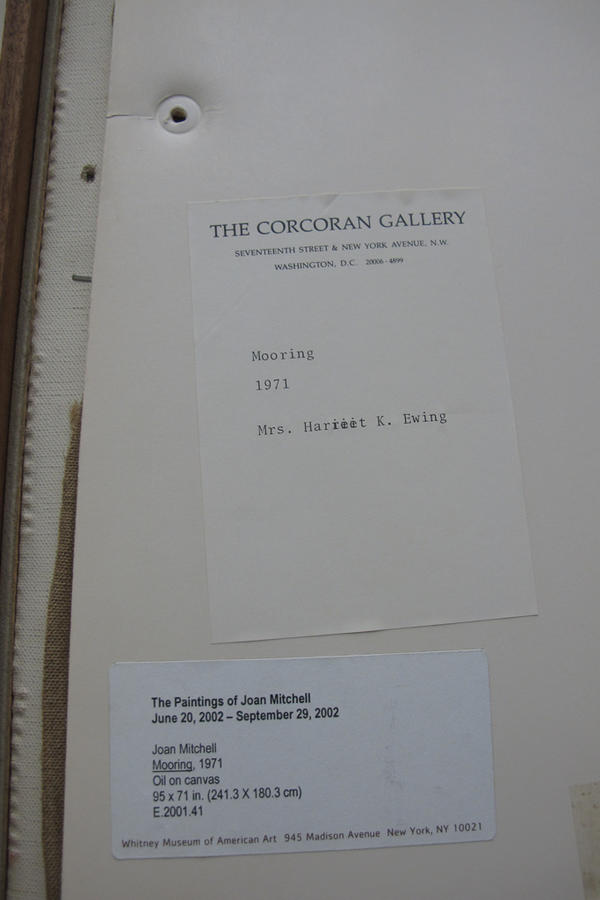 THE CORCORAN GALLERY
SEVENTEENTH STREET & NEW YORK AVENUE, N.W.
WASHINGTON, D.C. 20006-4899
Mooring
1971
Mrs. Harriet K. Ewing
The Paintings of Joan Mitchell
June 20, 2002 – September 29, 2002
Joan Mitchell
Mooring, 1971
Oil on canvas
95 x 71 in. (241.3 X 180.3 cm)
E.2001.41
Whitney Museum of American Art 945 Madison Avenue New York, NY 10021